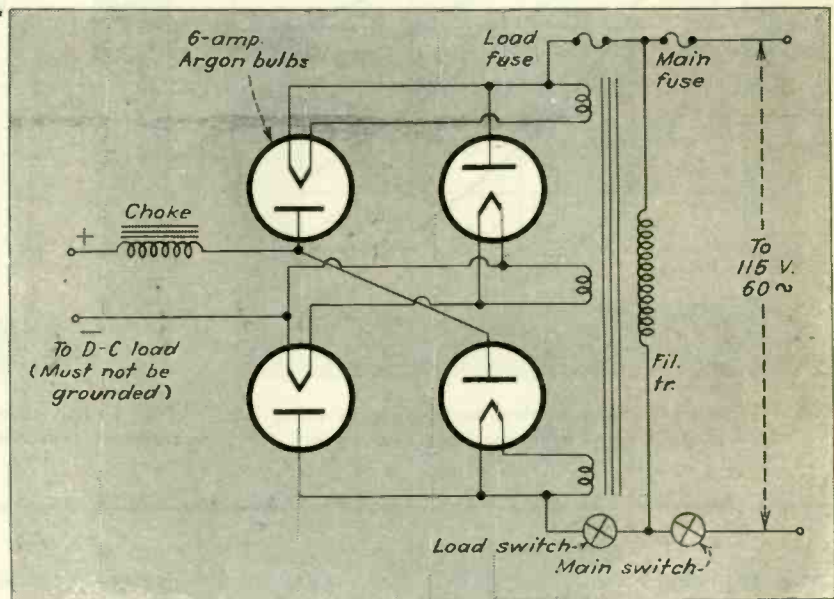 6-amp.
Argon bulbs
Load
fuse
Main
fuse
Choke
+
−
To D-C load
(Must not be
grounded)
To
115 V.
60 ~
Fil.
tr.
Load switch
Main switch